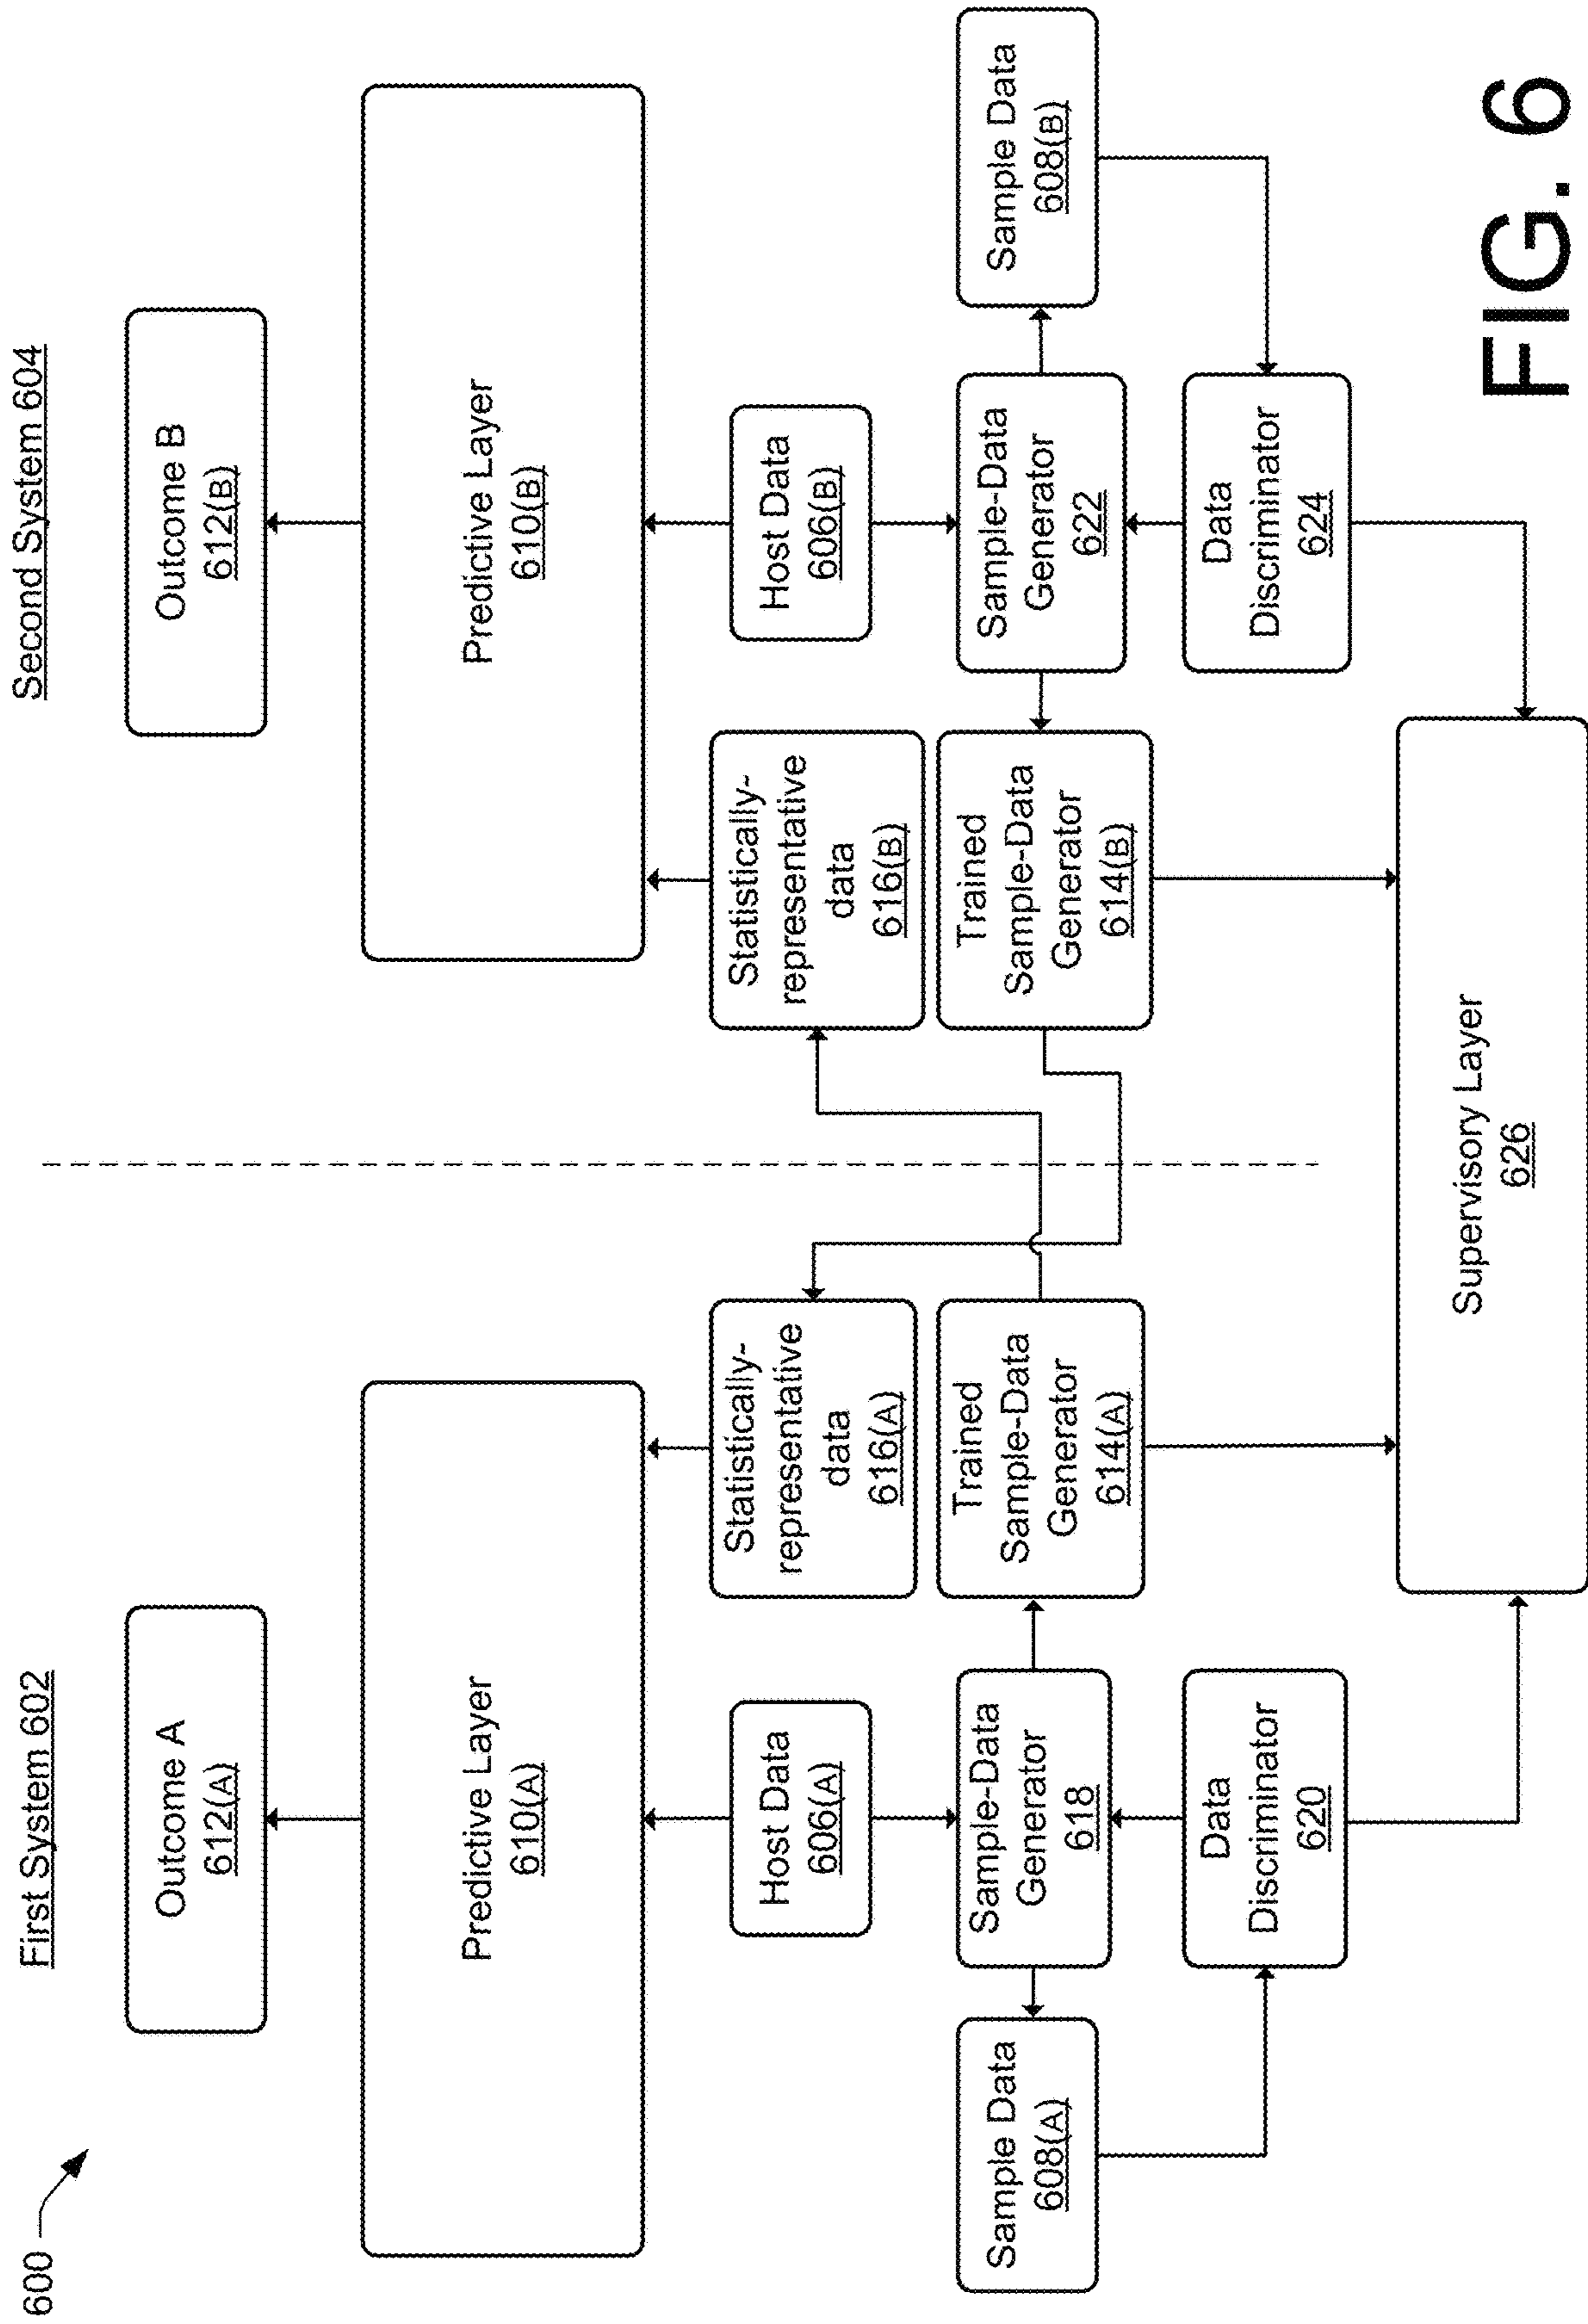 600
First System 602
Second System 604
Outcome A
612(A)
Outcome B
612(B)
Predictive Layer
610(A)
Predictive Layer
610(B)
Host Data
606(A)
Statistically-
representative
data
616(A)
Statistically-
representative
data
616(B)
Host Data
606(B)
Sample Data
608(A)
Sample-Data
Generator
618
Trained
Sample-Data
Generator
614(A)
Trained
Sample-Data
Generator
614(B)
Sample-Data
Generator
622
Sample Data
608(B)
Data
Discriminator
620
Data
Discriminator
624
Supervisory Layer
626
FIG. 6